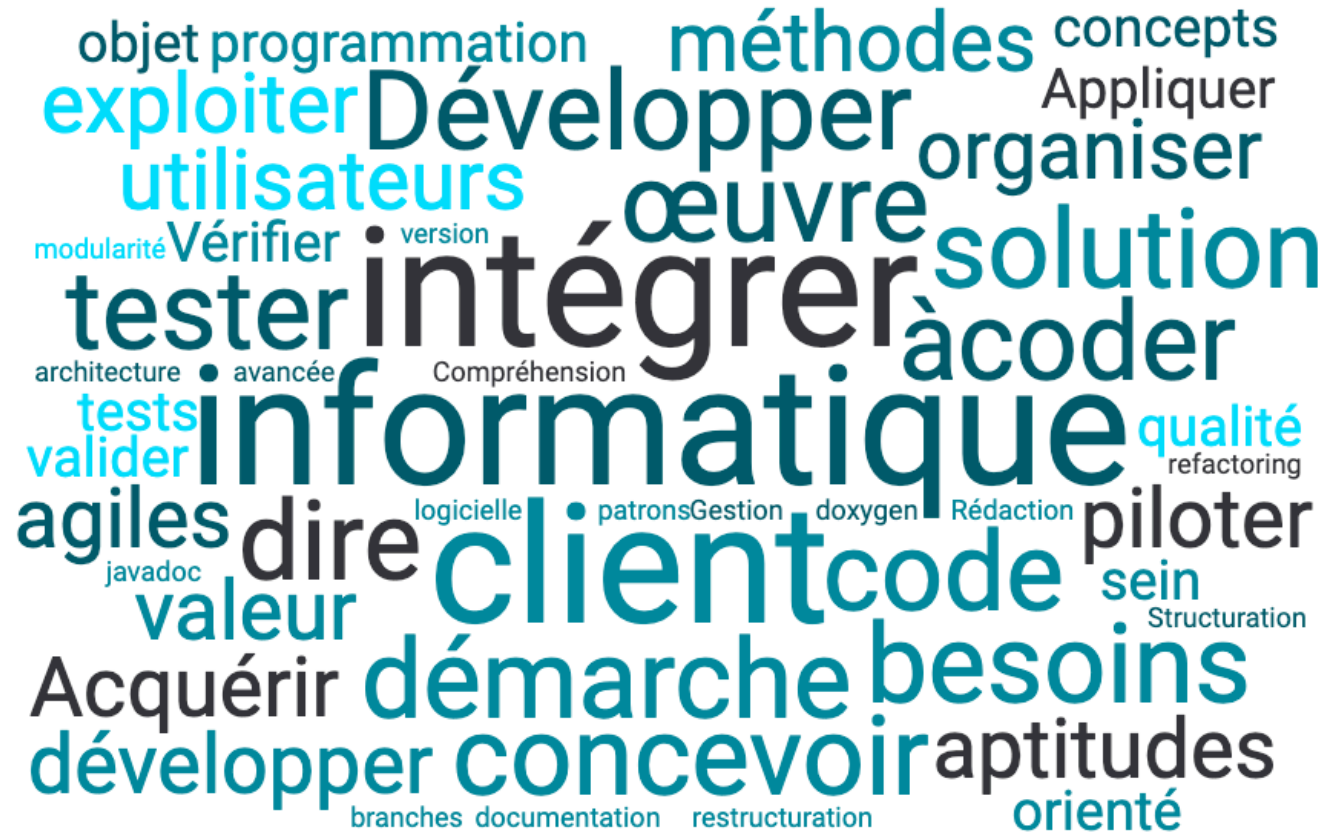 objet programmation méthodes concepts
exploiter Développer Appliquer
utilisateurs œuvre organiser
modularité Vérifier version solution
tester intégrer àcoder
architecture avancée Compréhension
tests informatique qualité
valider refactoring
agiles dire logicielle patrons Gestion doxygen Rédaction piloter
javadoc client code sein
valeur Structuration
Acquérir démarche besoins
développer concevoir aptitudes
branches documentation restructuration orienté